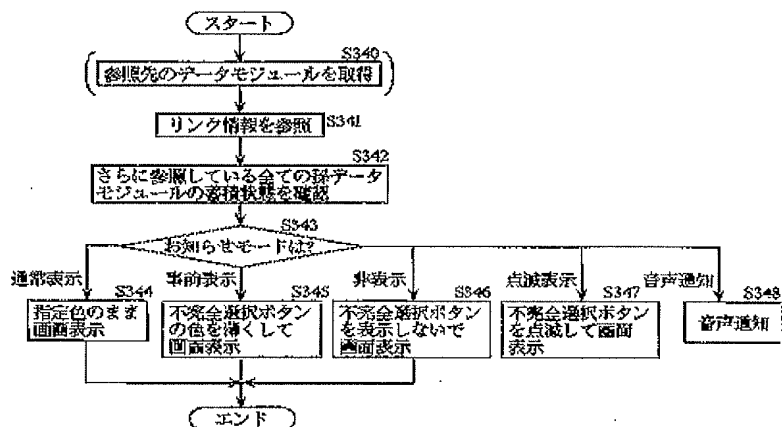 スタート
S340
参照先のデータモジュールを取得
リンク情報を参照
S341
S342
さらに参照している全ての孫データ
モジュールの蓄積状態を確認
S343
お知らせモードは?
通常表示
事前表示
非表示
点滅表示
音声通知
S344
指定色のまま
画面表示
S345
不完全選択ボタン
の色を薄くして
画面表示
S346
不完全選択ボタン
を表示しないで
画面表示
S347
不完全選択ボタン
を点滅して画面
表示
S348
音声通知
エンド